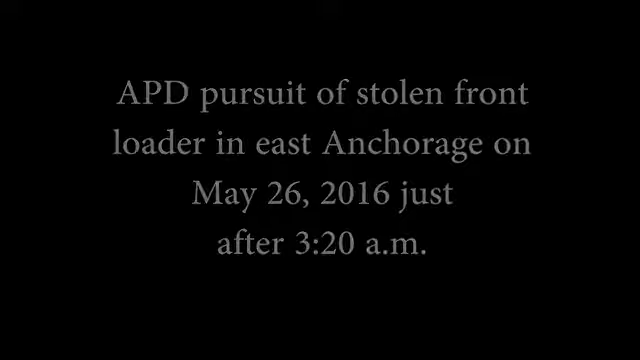 APD pursuit of stolen front
loader in east Anchorage on
May 26, 2016 just
after 3:20 a.m.